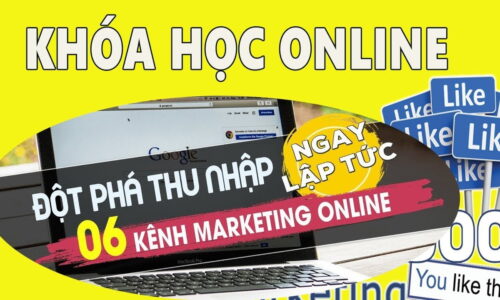 KHÓA HỌC ONLINE
Google
ĐỘT PHÁ THU NHẬP
NGAY
LẬP TỨC
06 KÊNH MARKETING ONLINE
Like
Like
Like
Like
Like
You like th